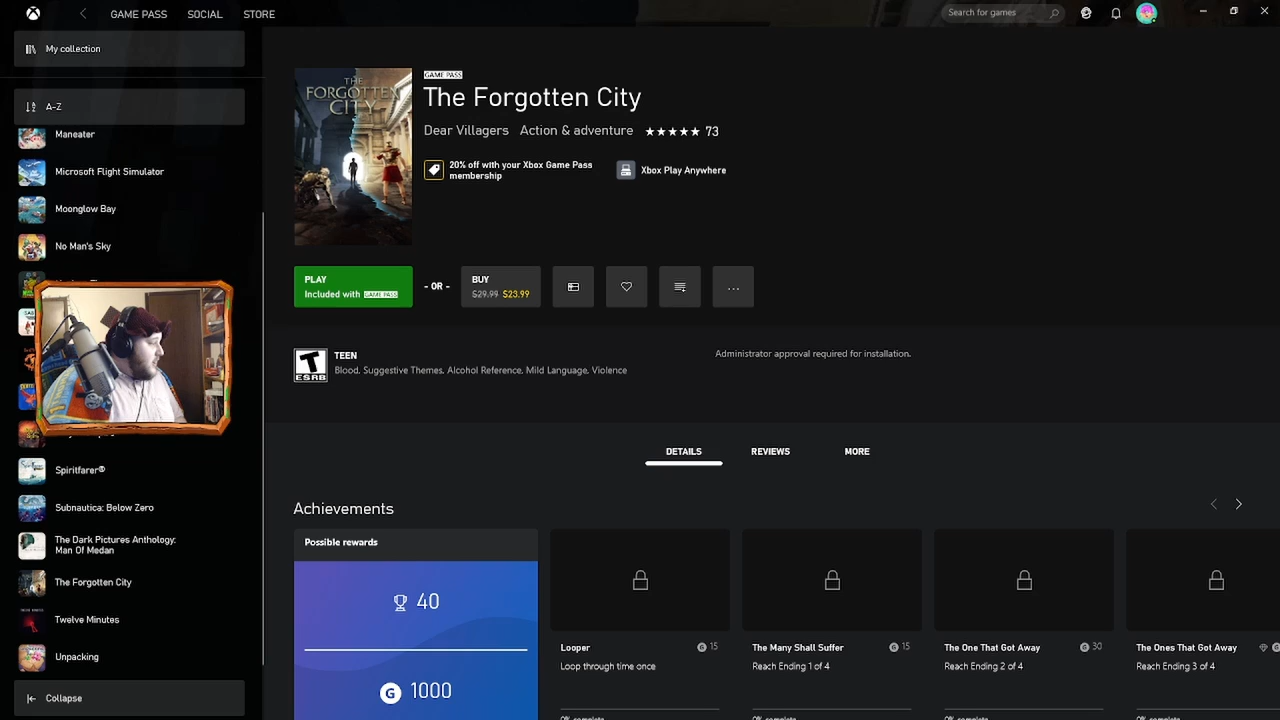 GAME PASS
SOCIAL
STORE
Search for games
My collection
A-Z
Maneater
Microsoft Flight Simulator
Moonglow Bay
No Man's Sky
Spiritfarer®
Subnautica: Below Zero
The Dark Pictures Anthology:
Man Of Medan
The Forgotten City
Twelve Minutes
Unpacking
Collapse
THE
FORGOTTEN
CITY
GAME PASS
The Forgotten City
Dear Villagers Action & adventure ★★★★★ 73
20% off with your Xbox Game Pass
membership
Xbox Play Anywhere
PLAY
Included with GAME PASS
- OR -
BUY
$29.99 $23.99
...
T
ESRB
TEEN
Blood, Suggestive Themes, Alcohol Reference, Mild Language, Violence
Administrator approval required for installation.
DETAILS
REVIEWS
MORE
Achievements
Possible rewards
40
G 1000
Looper
G 15
Loop through time once
The Many Shall Suffer
G 15
Reach Ending 1 of 4
The One That Got Away
G 30
Reach Ending 2 of 4
The Ones That Got Away
Reach Ending 3 of 4